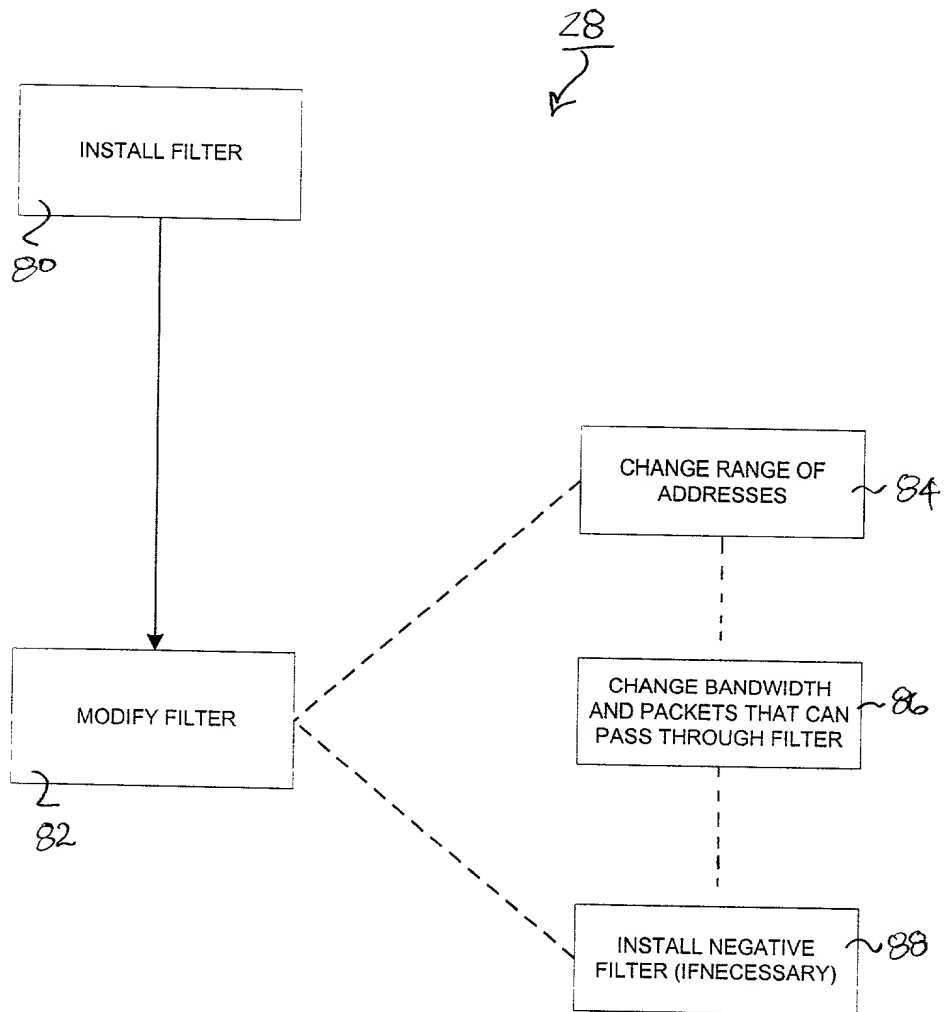 28
INSTALL FILTER
80
CHANGE RANGE OF
ADDRESSES
84
CHANGE BANDWIDTH
AND PACKETS THAT CAN
PASS THROUGH FILTER
86
MODIFY FILTER
82
INSTALL NEGATIVE
FILTER (IFNECESSARY)
88